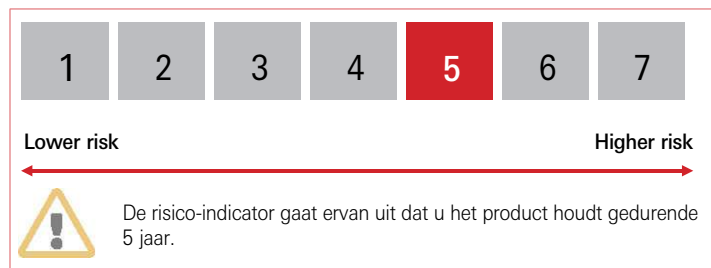 1 2 3 4 5 6 7
Lower risk Higher risk
De risico-indicator gaat ervan uit dat u het product houdt gedurende
5 jaar.